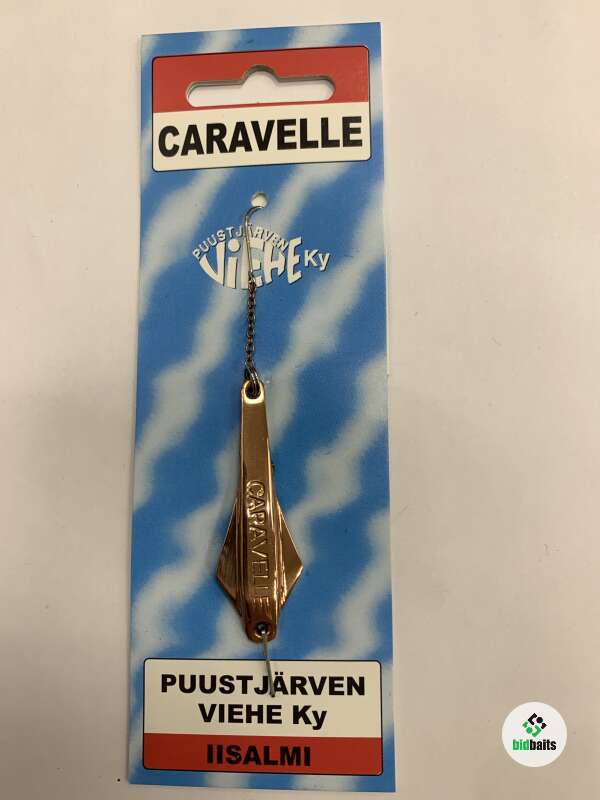 CARAVELLE
PUUSTJÄRVEN
ViEHE Ky
CARAVELLE
PUUSTJÄRVEN
VIEHE Ky
IISALMI
bidbaits